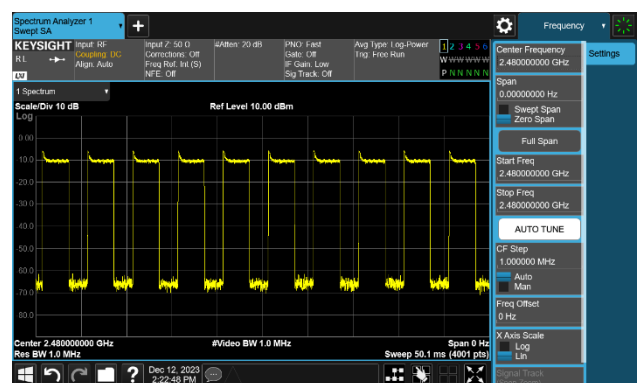 Spectrum Analyzer 1
Swept SA
+
Frequency
KEYSIGHT
Input: RF
Input Z: 50 Ω
#Atten: 20 dB
PNO: Fast
Avg Type: Log-Power
1 2 3 4 5 6
R L
Coupling: DC
Corrections: Off
Gate: Off
Trig: Free Run
W W W W W W
Align: Auto
Freq Ref: Int (S)
IF Gain: Low
P N N N N N
LW
NFE: Off
Sig Track: Off
1 Spectrum
Scale/Div 10 dB
Ref Level 10.00 dBm
Log
0.00
-10.0
-20.0
-30.0
-40.0
-50.0
-60.0
-70.0
-80.0
Center 2.480000000 GHz
#Video BW 1.0 MHz
Span 0 Hz
Res BW 1.0 MHz
Sweep 50.1 ms (4001 pts)
Center Frequency
2.480000000 GHz
Settings
Span
0.00000000 Hz
Swept Span
Zero Span
Full Span
Start Freq
2.480000000 GHz
Stop Freq
2.480000000 GHz
AUTO TUNE
CF Step
1.000000 MHz
Auto
Man
Freq Offset
0 Hz
X Axis Scale
Log
Lin
Signal Track
?
Dec 12, 2023
2:22:48 PM